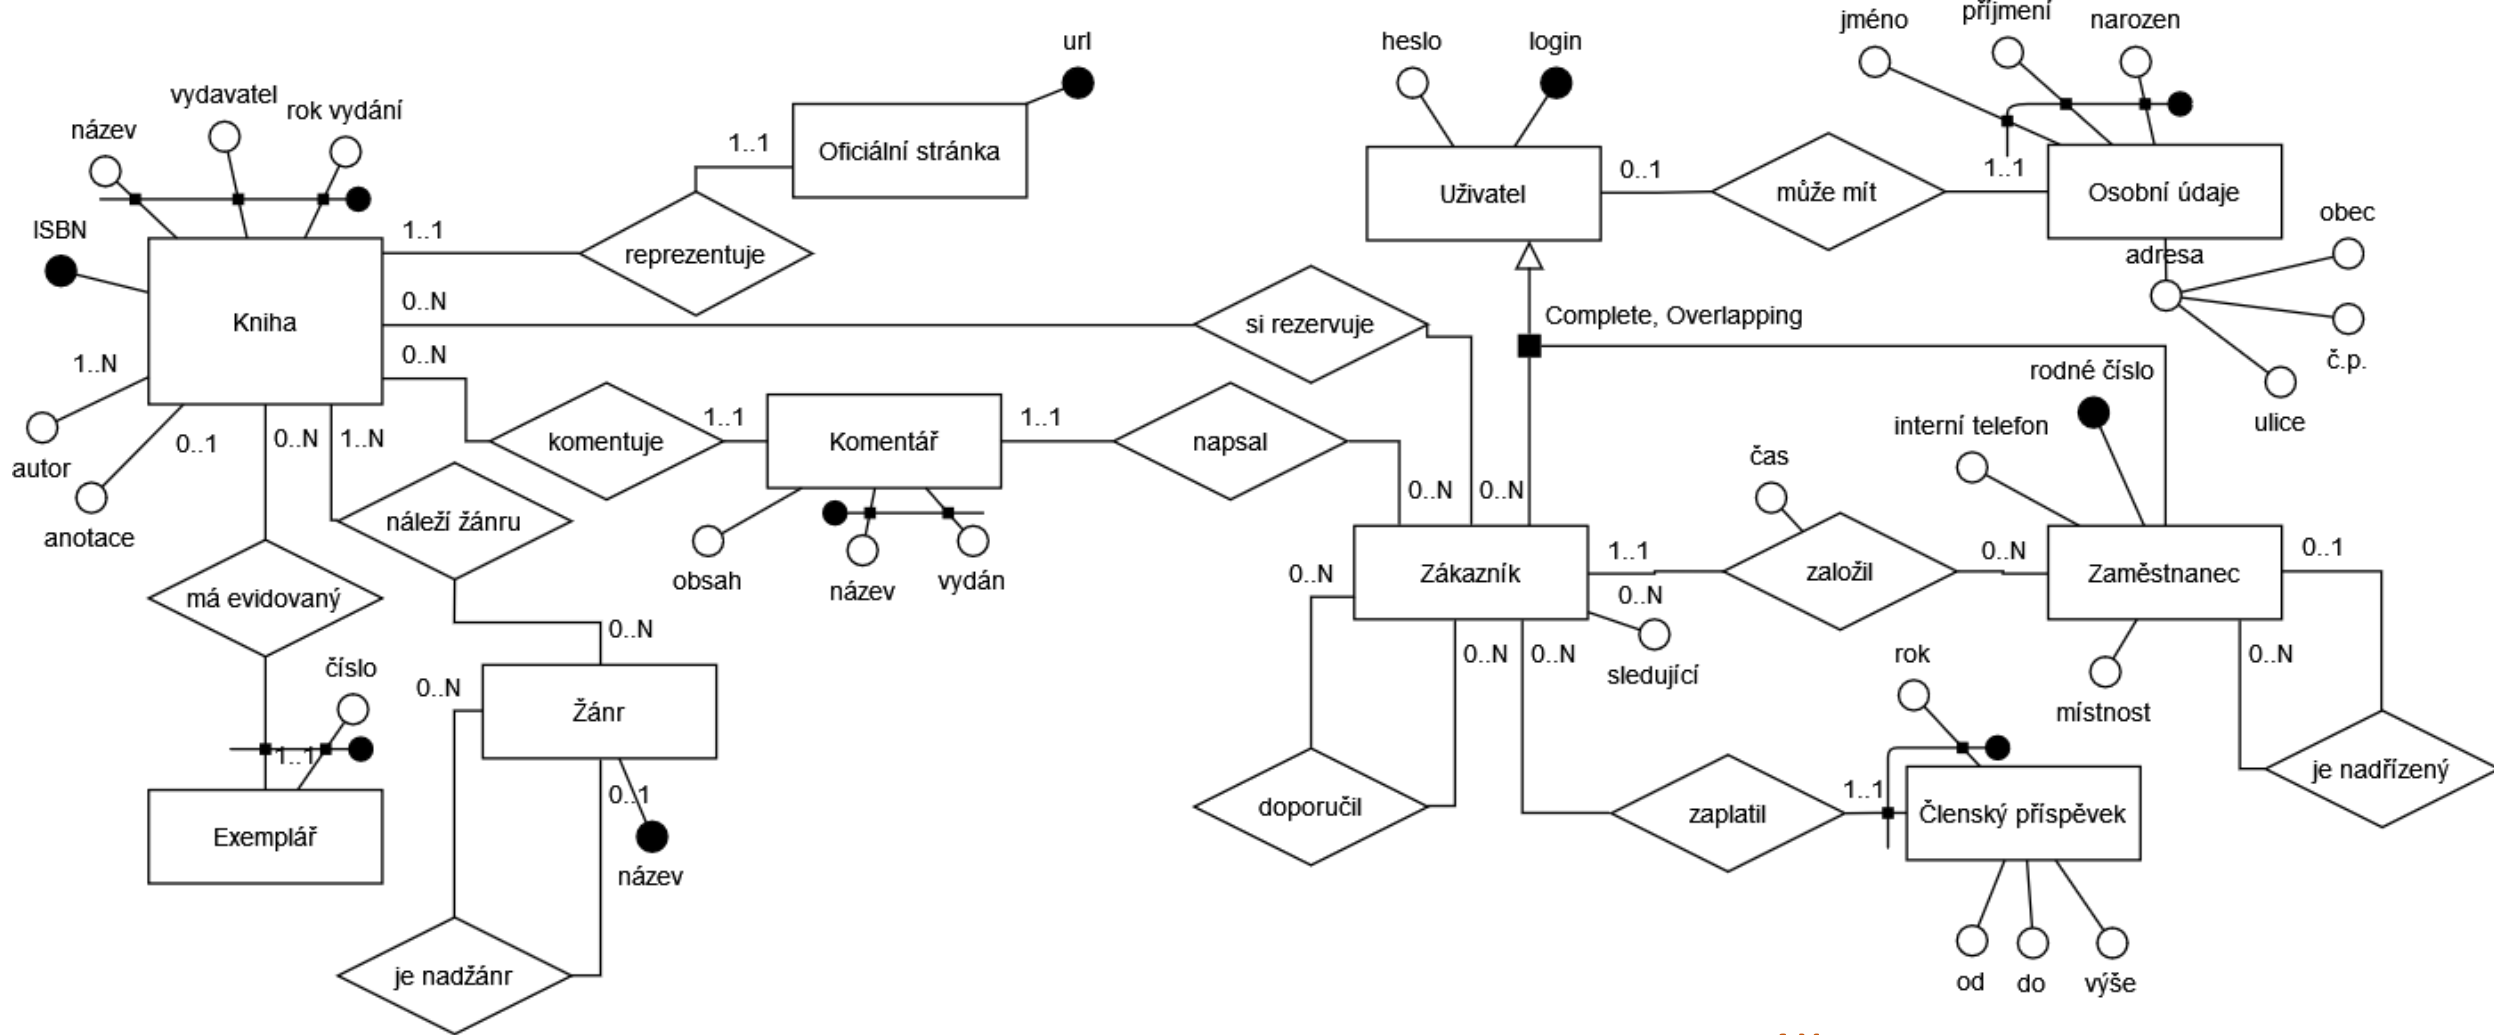 url
heslo
login
jméno
příjmení
narozen
vydavatel
rok vydání
název
1..1
Oficiální stránka
0..1
1..1
Uživatel
může mít
Osobní údaje
ISBN
1..1
reprezentuje
obec
adresa
0..N
si rezervuje
Complete, Overlapping
Kniha
0..N
1..N
č.p.
rodné číslo
ulice
interní telefon
1..1
1..1
komentuje
Komentář
napsal
0..1
0..N
1..N
autor
čas
0..N
0..N
anotace
náleží žánru
obsah
název
vydán
0..N
1..1
0..N
0..1
Zákazník
založil
Zaměstnanec
má evidovaný
0..N
sledující
0..N
číslo
0..N
0..N
rok
0..N
0..N
Žánr
místnost
1..1
je nadřízený
0..1
1..1
doporučil
zaplatil
Členský příspěvek
Exemplář
název
je nadžánr
od
do
výše